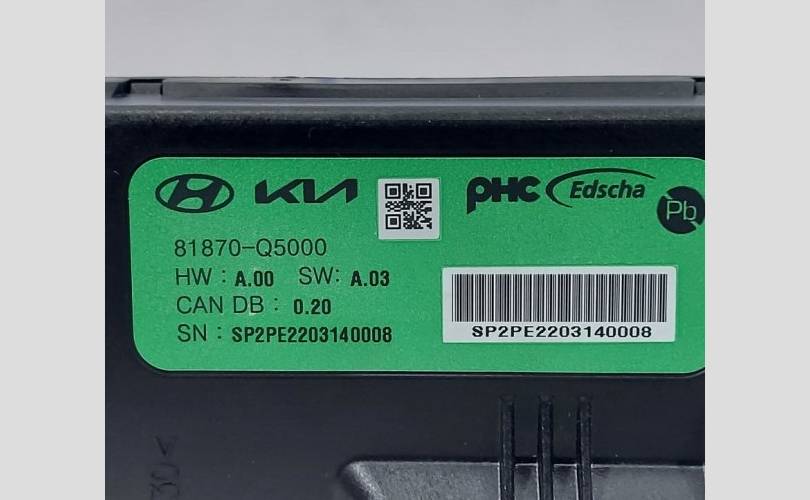 KIA PHC Edscha Pb
81870-Q5000
HW : A.00 SW: A.03
CAN DB : 0.20
SN : SP2PE2203140008
SP2PE2203140008